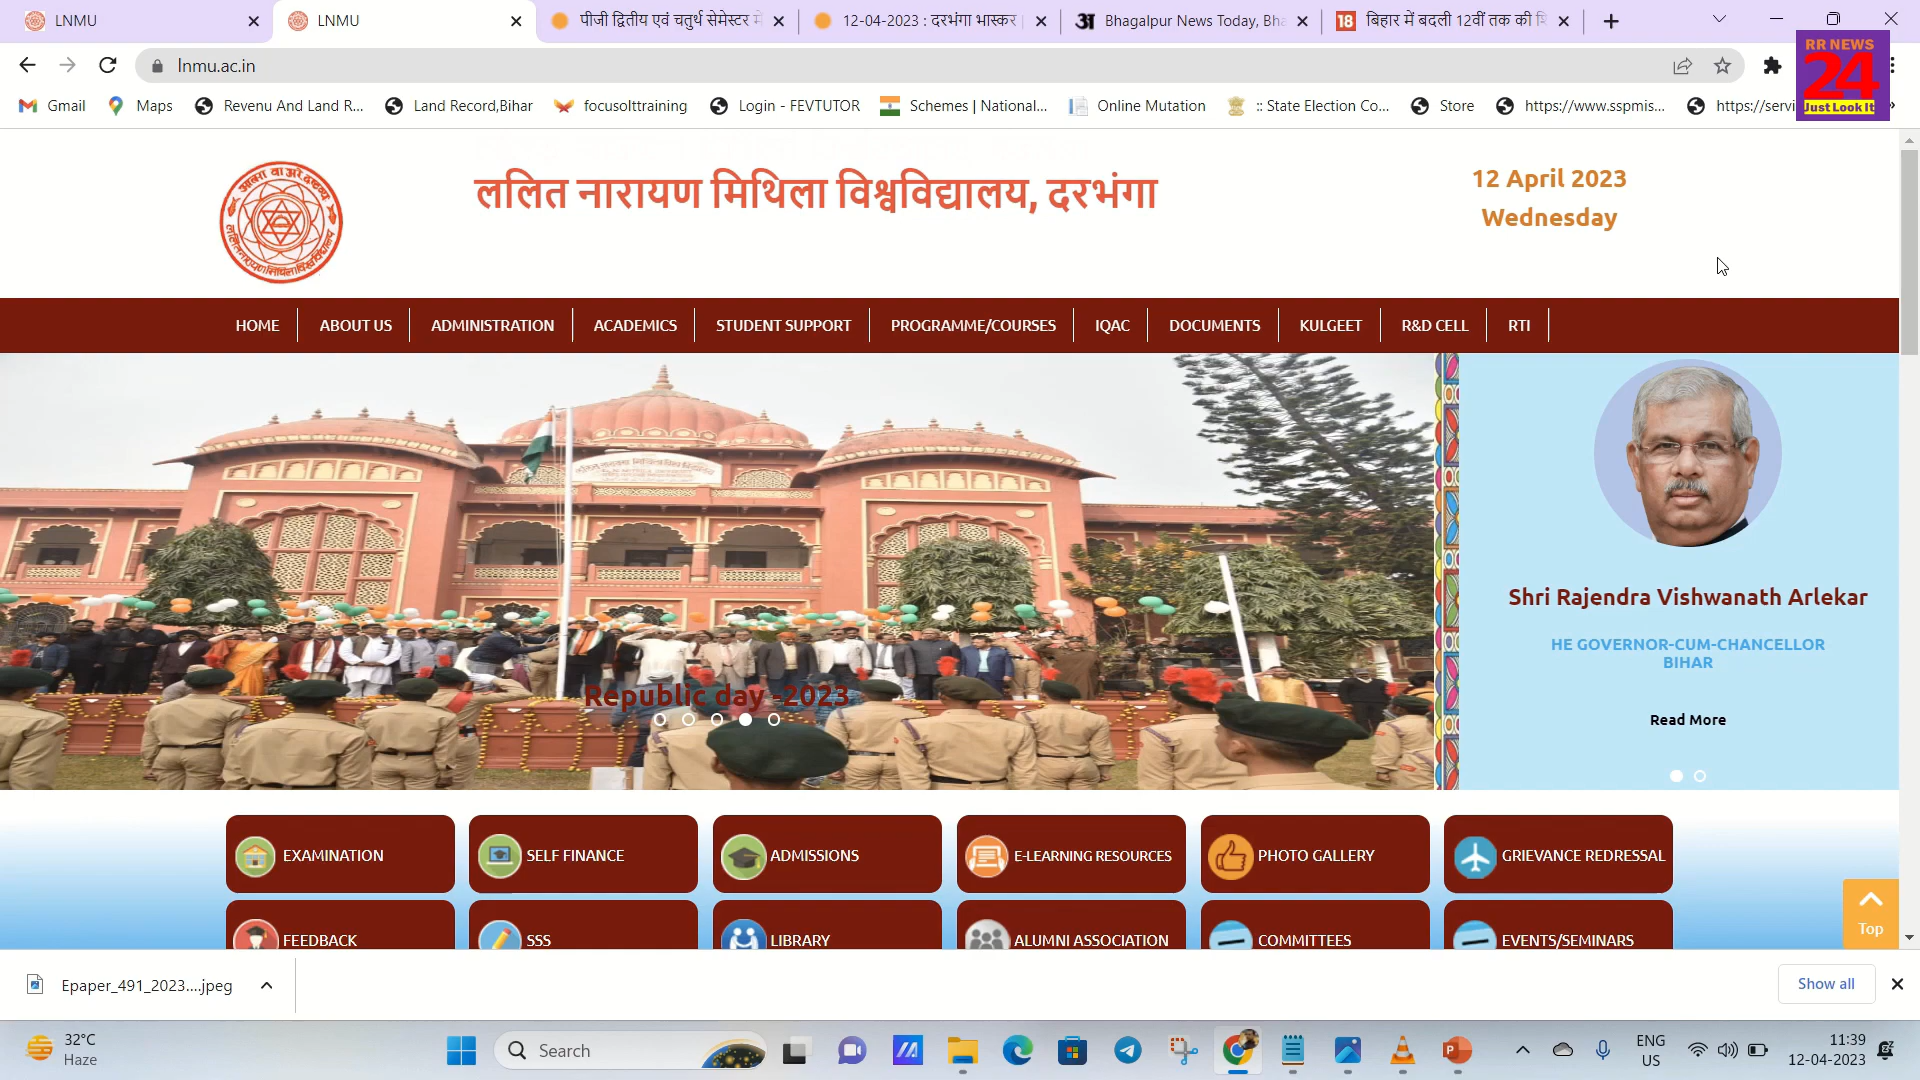 LNMU
LNMU
पीजी द्वितीय एवं चतुर्थ सेमेस्टर में
12-04-2023 : दरभंगा भास्कर
Bhagalpur News Today, Bha
बिहार में बदली 12वीं तक की शि
RR NEWS
24
Just Look It
lnmu.ac.in
Gmail
Maps
Revenu And Land R...
Land Record,Bihar
focusolttraining
Login - FEVTUTOR
Schemes | National...
Online Mutation
:: State Election Co...
Store
https://www.sspmis...
https://servi
ललित नारायण मिथिला विश्वविद्यालय, दरभंगा
12 April 2023
Wednesday
HOME
ABOUT US
ADMINISTRATION
ACADEMICS
STUDENT SUPPORT
PROGRAMME/COURSES
IQAC
DOCUMENTS
KULGEET
R&D CELL
RTI
Republic day -2023
Shri Rajendra Vishwanath Arlekar
HE GOVERNOR-CUM-CHANCELLOR
BIHAR
Read More
EXAMINATION
SELF FINANCE
ADMISSIONS
E-LEARNING RESOURCES
PHOTO GALLERY
GRIEVANCE REDRESSAL
FEEDBACK
SSS
LIBRARY
ALUMNI ASSOCIATION
COMMITTEES
EVENTS/SEMINARS
Top
Epaper_491_2023....jpeg
Show all
32°C
Haze
Search
ENG
US
11:39
12-04-2023